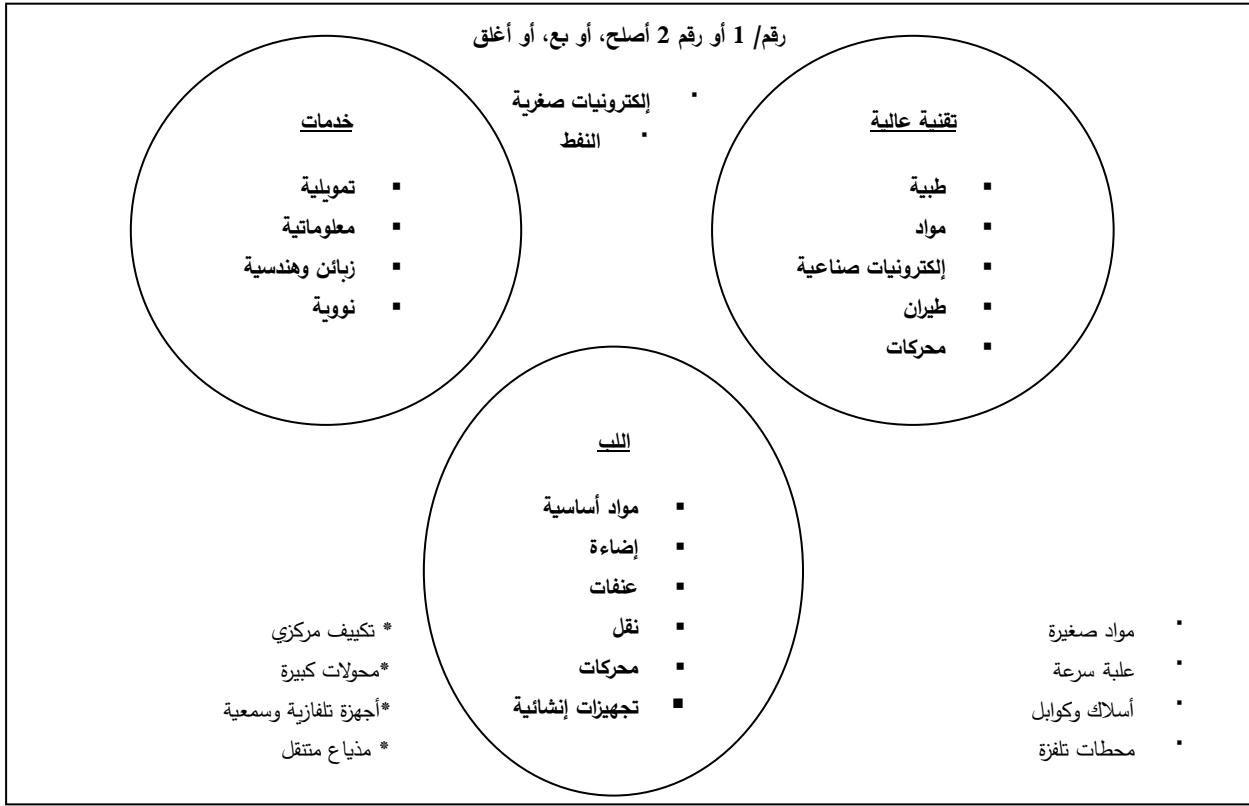 رقم/ 1 أو رقم 2 أصلح، أو بع، أو أغلق
▪ إلكترونيات صغرية
▪ النفط
تقنية عالية
▪ طبية
▪ مواد
▪ إلكترونيات صناعية
▪ طيران
▪ محركات
خدمات
▪ تمويلية
▪ معلوماتية
▪ زبائن وهندسية
▪ نووية
اللب
▪ مواد أساسية
▪ إضاءة
▪ عنفات
▪ نقل
▪ محركات
▪ تجهيزات إنشائية
▪ مواد صغيرة
▪ علبة سرعة
▪ أسلاك وكوابل
▪ محطات تلفزة
* تكييف مركزي
*محولات كبيرة
*أجهزة تلفازية وسمعية
* مذياع متنقل